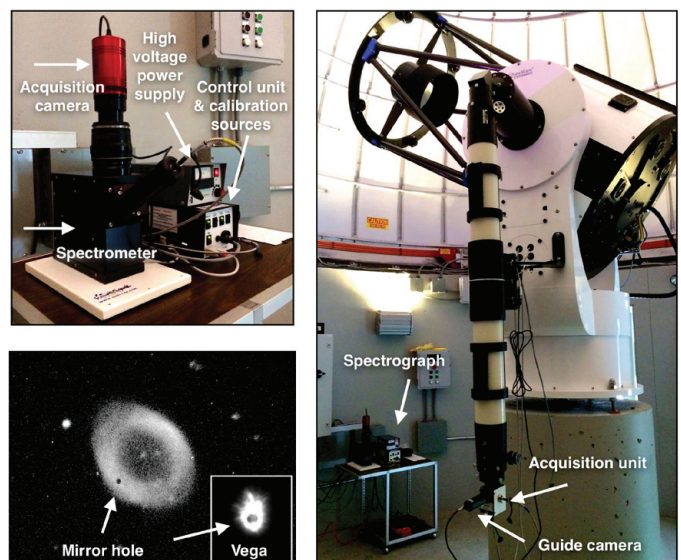 High
voltage
power
supply
Acquisition
camera
Control unit
& calibration
sources
Spectrometer
Mirror hole
Vega
CAUTION
Spectrograph
Acquisition unit
Guide camera